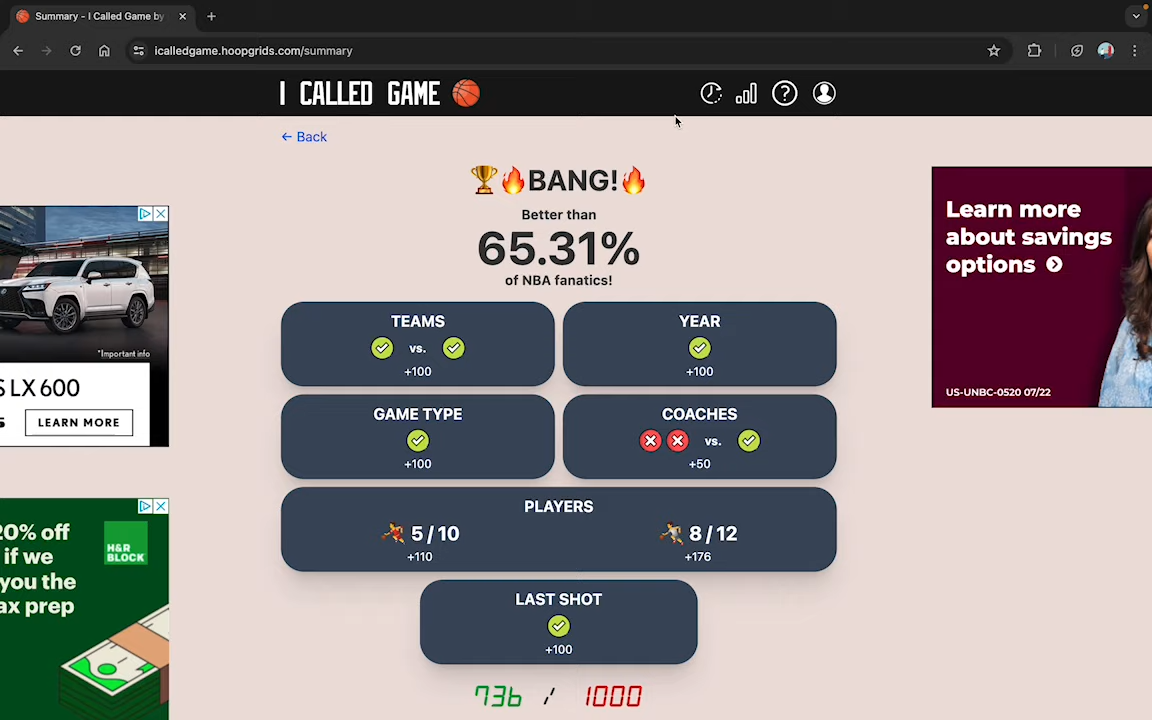 Summary - I Called Game by
icalledgame.hoopgrids.com/summary
I CALLED GAME
← Back
BANG!
Better than
65.31%
of NBA fanatics!
TEAMS
vs.
+100
YEAR
+100
GAME TYPE
+100
COACHES
vs.
+50
PLAYERS
5/10
+110
8/12
+176
LAST SHOT
+100
736 / 1000
*Important info
LX 600
LEARN MORE
20% off
if we
you the
ax prep
H&R
BLOCK
Learn more
about savings
options
US-UNBC-0520 07/22